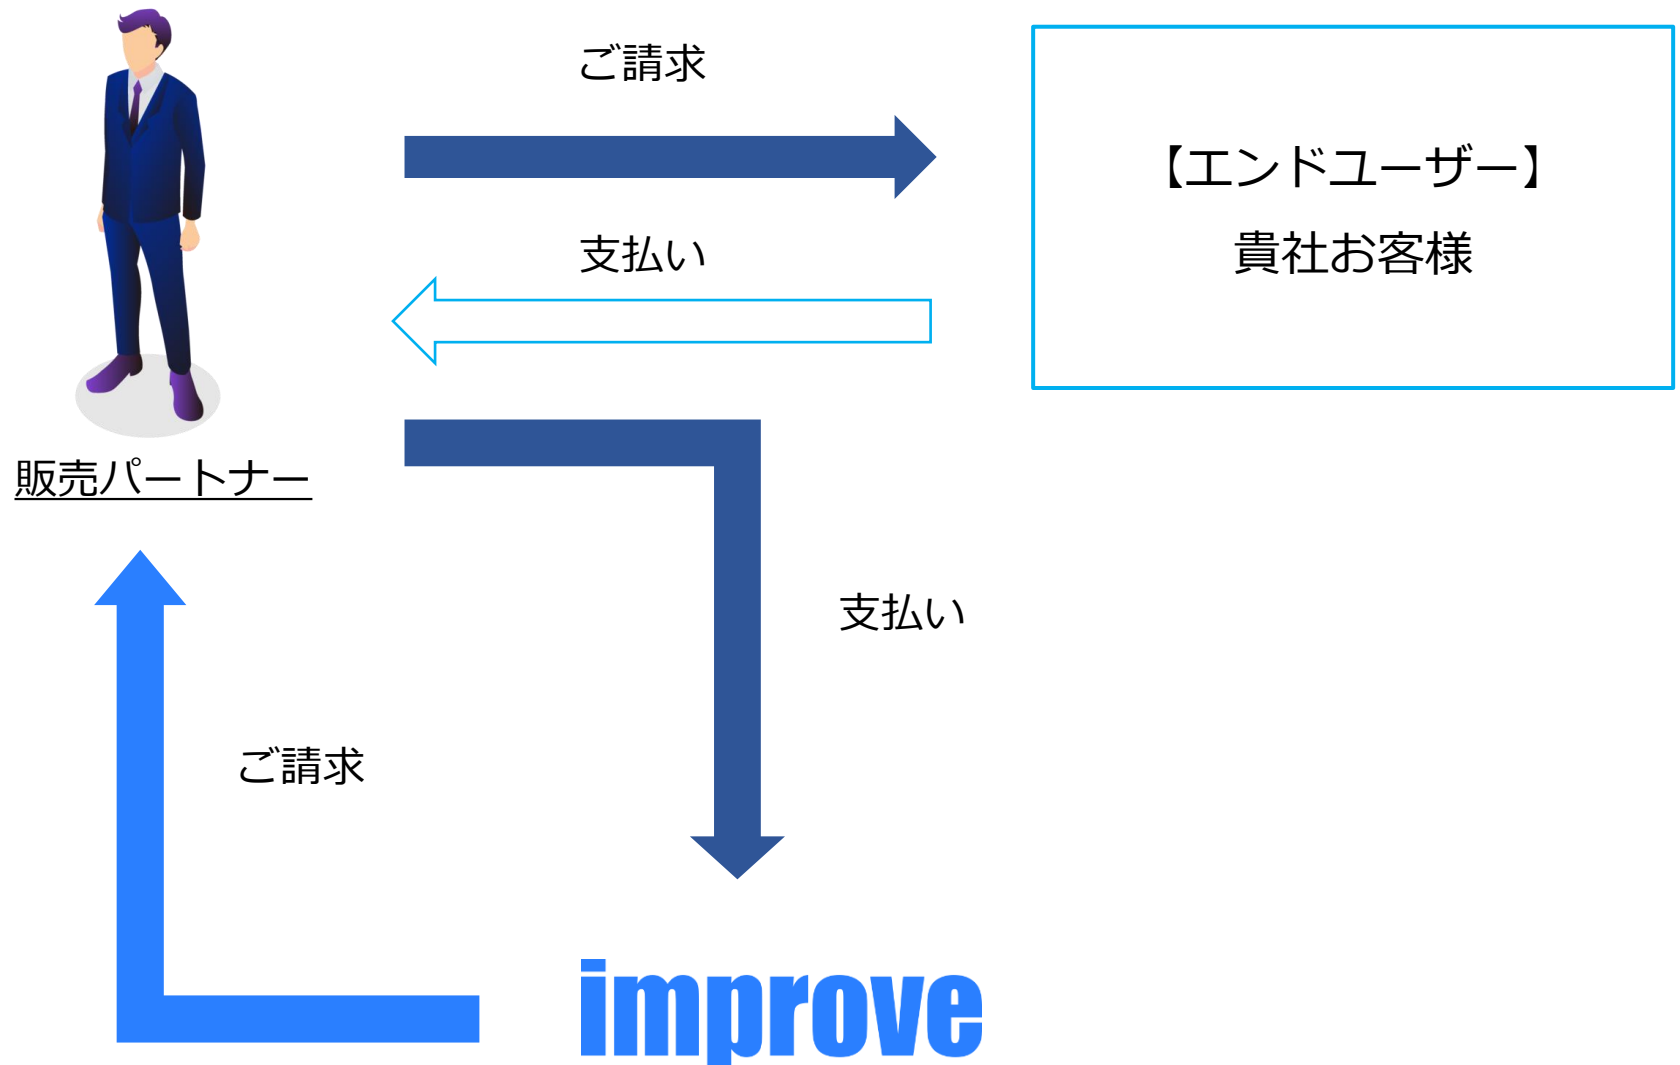 ご請求
【エンドユーザー】
貴社お客様
支払い
販売パートナー
支払い
ご請求
improve